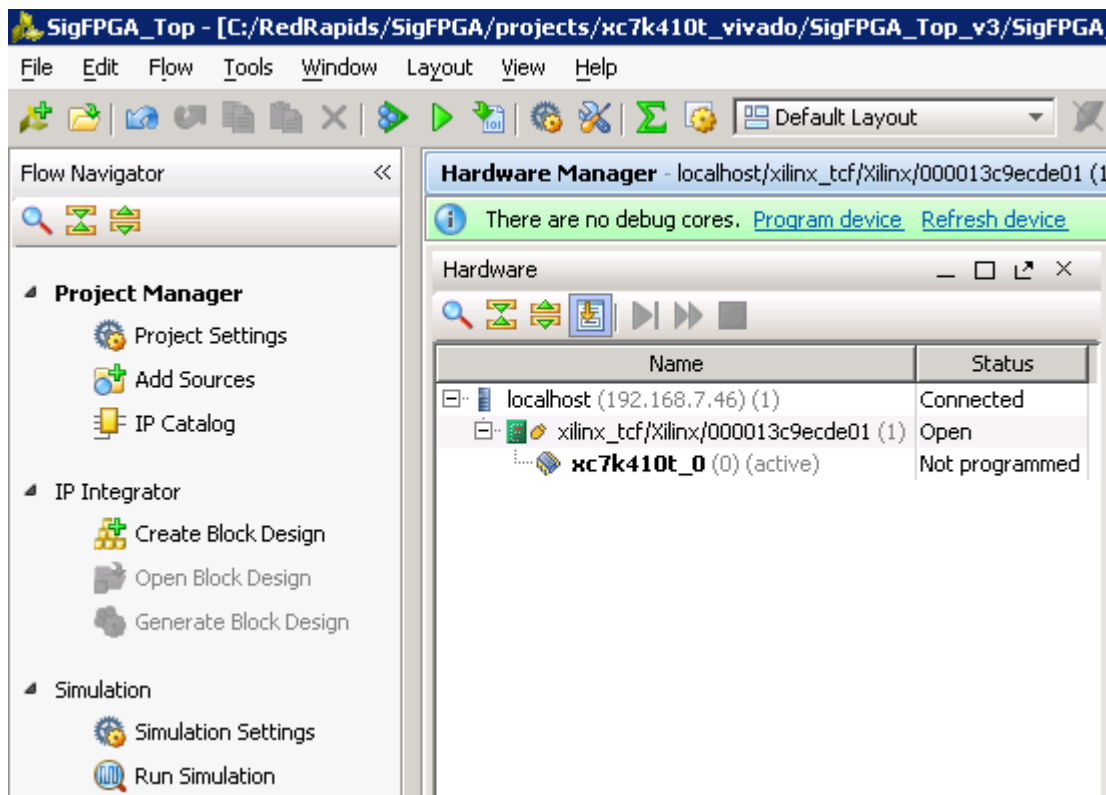 SigFPGA_Top - [C:/RedRapids/SigFPGA/projects/xc7k410t_vivado/SigFPGA_Top_v3/SigFPGA_
File Edit Flow Tools Window Layout View Help
Default Layout
Flow Navigator
Hardware Manager - localhost/xilinx_tcf/Xilinx/000013c9ecde01 (1
There are no debug cores. Program device Refresh device
Hardware
Name Status
localhost (192.168.7.46) (1) Connected
xilinx_tcf/Xilinx/000013c9ecde01 (1) Open
xc7k410t_0 (0) (active) Not programmed
Project Manager
Project Settings
Add Sources
IP Catalog
IP Integrator
Create Block Design
Open Block Design
Generate Block Design
Simulation
Simulation Settings
Run Simulation